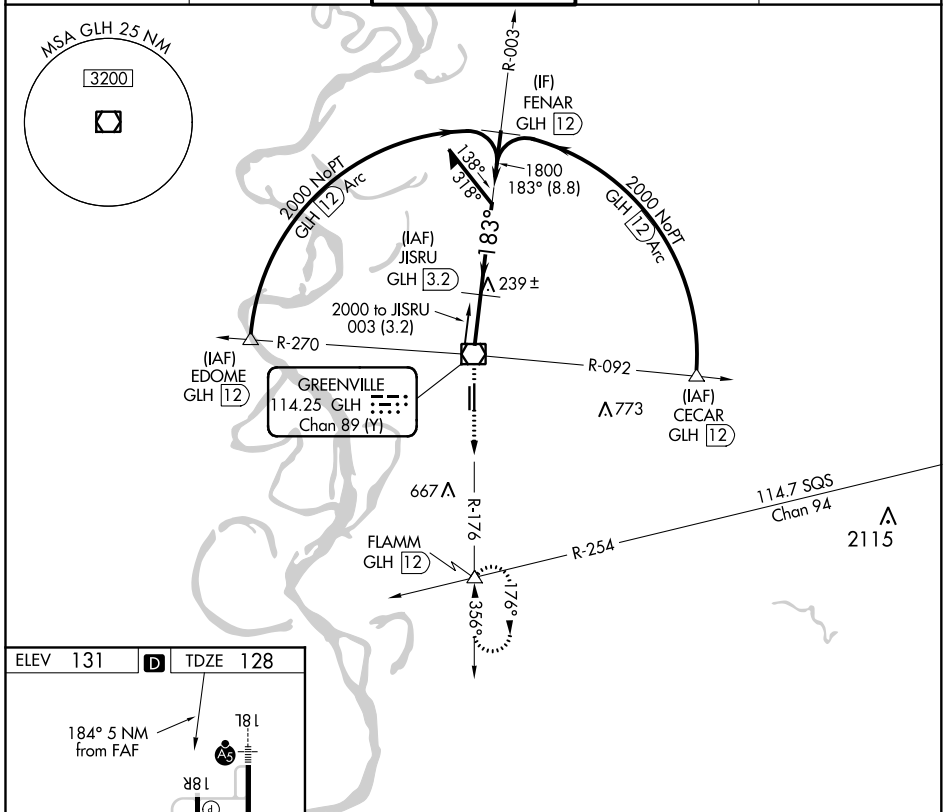 MSA GLH 25 NM
3200
R-003
(IF)
FENAR
GLH 12
2000 NoPT
GLH 12 Arc
138°
318°
1800
183° (8.8)
2000 NoPT
GLH 12 Arc
183°
(IAF)
JISRU
GLH 3.2
239 ±
2000 to JISRU
003 (3.2)
R-270
(IAF)
EDOME
GLH 12
R-092
(IAF)
CECAR
GLH 12
GREENVILLE
114.25 GLH
Chan 89 (Y)
773
667
R-176
114.7 SQS
Chan 94
R-254
2115
FLAMM
GLH 12
356°
176°
ELEV 131 D TDZE 128
184° 5 NM
from FAF
18L
A5
18R
P